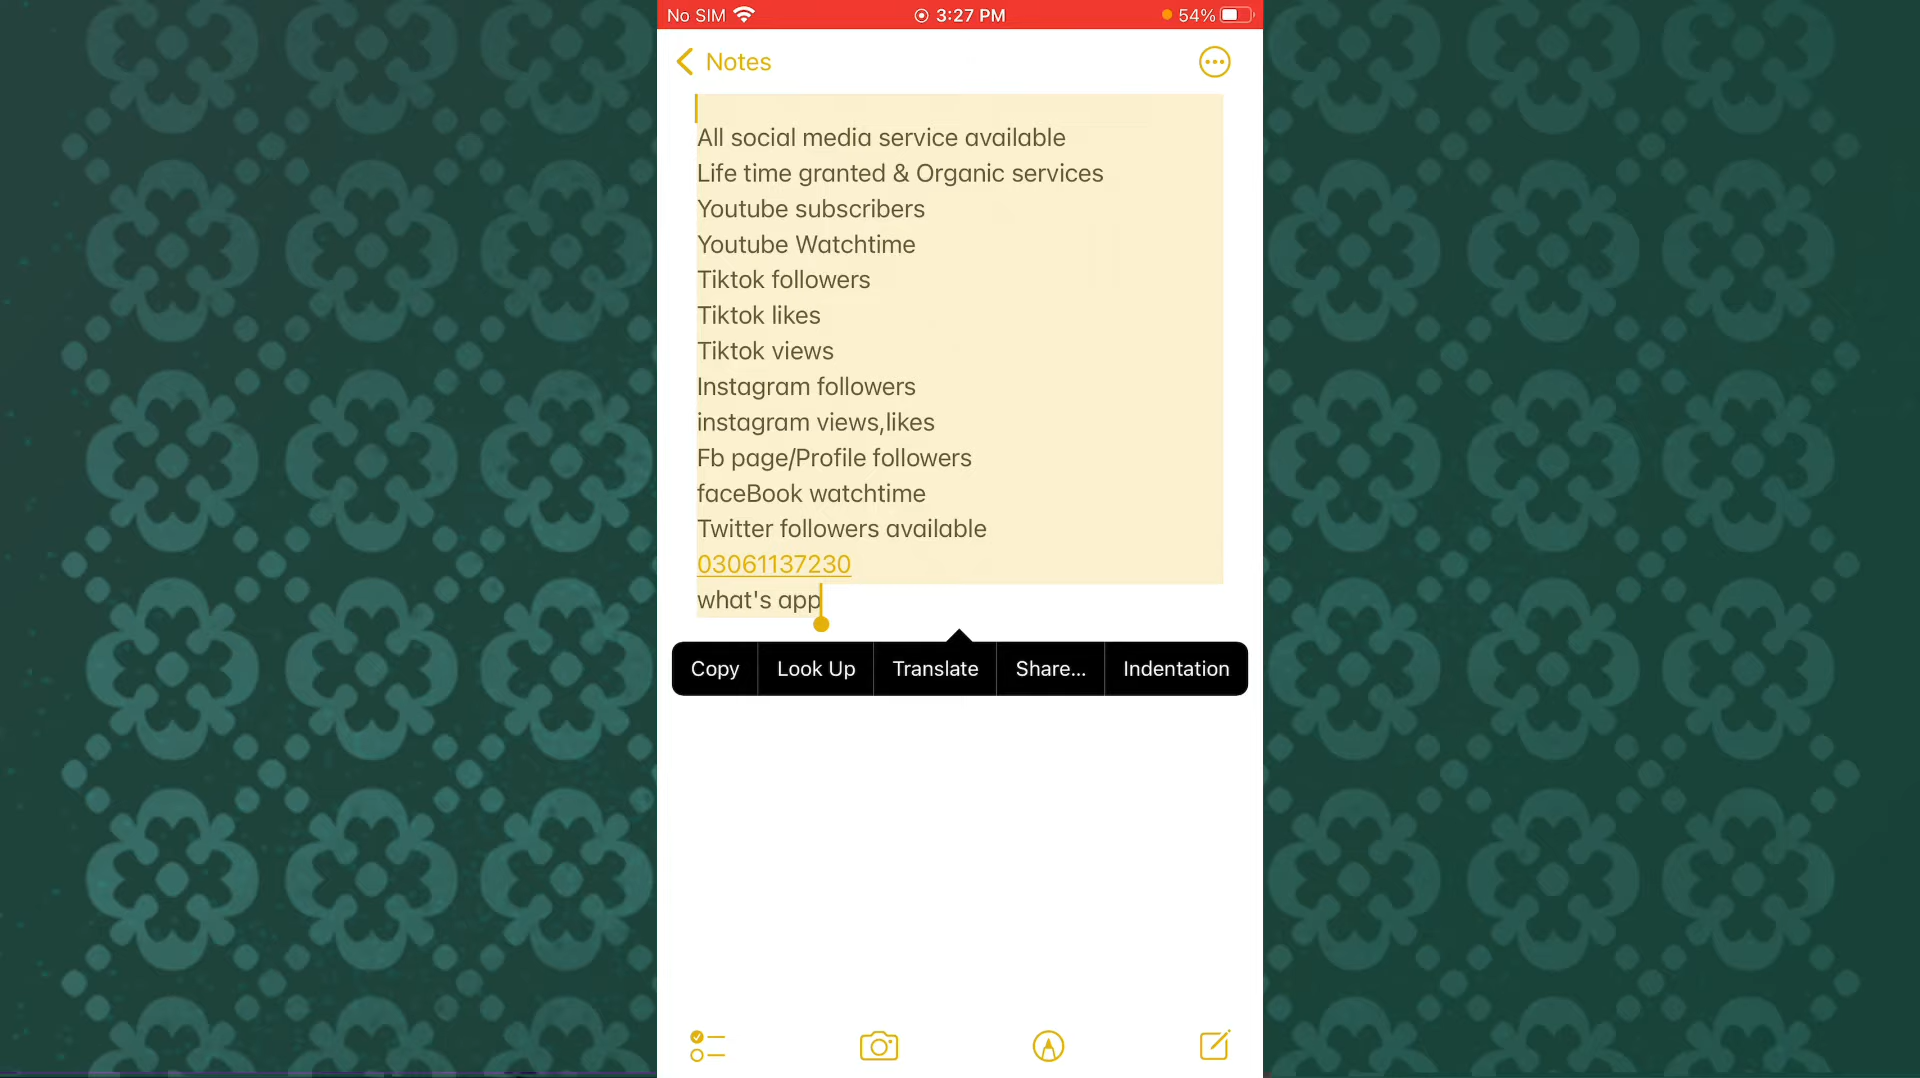 No SIM 3:27 PM 54%
Notes
All social media service available
Life time granted & Organic services
Youtube subscribers
Youtube Watchtime
Tiktok followers
Tiktok likes
Tiktok views
Instagram followers
instagram views,likes
Fb page/Profile followers
faceBook watchtime
Twitter followers available
03061137230
what's app
Copy Look Up Translate Share... Indentation